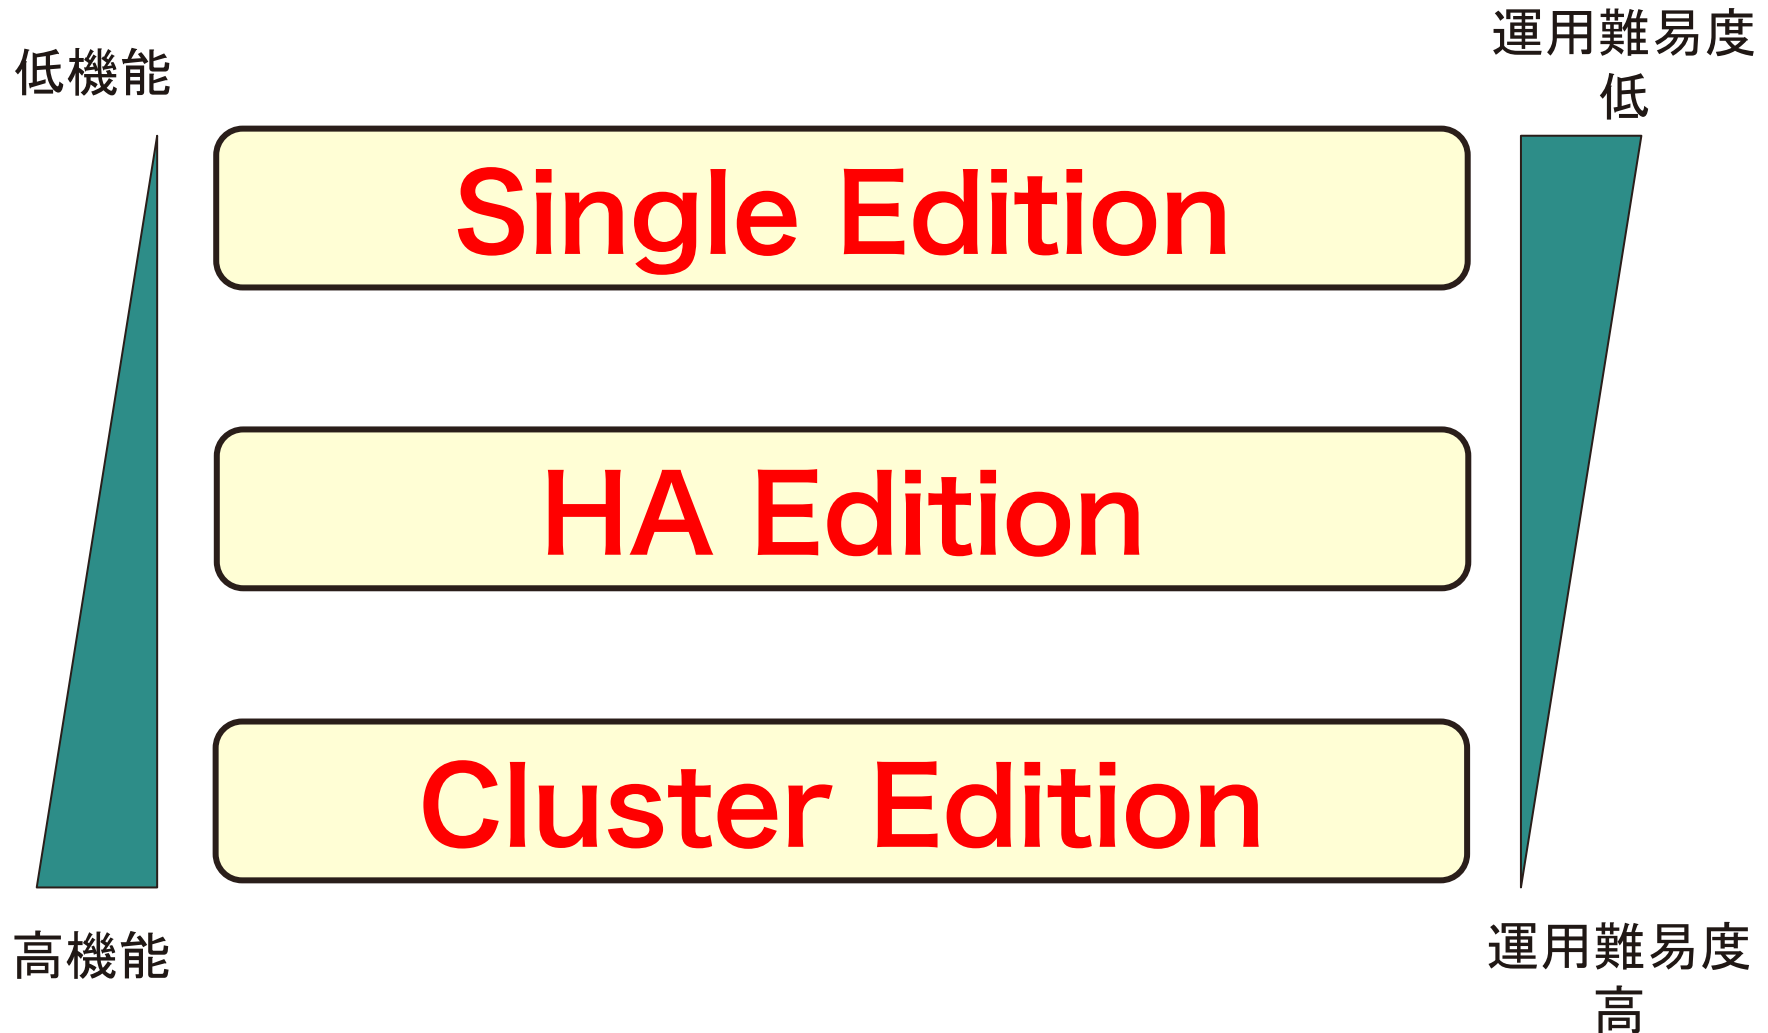 低機能
運用難易度
低
Single Edition
HA Edition
Cluster Edition
高機能
運用難易度
高